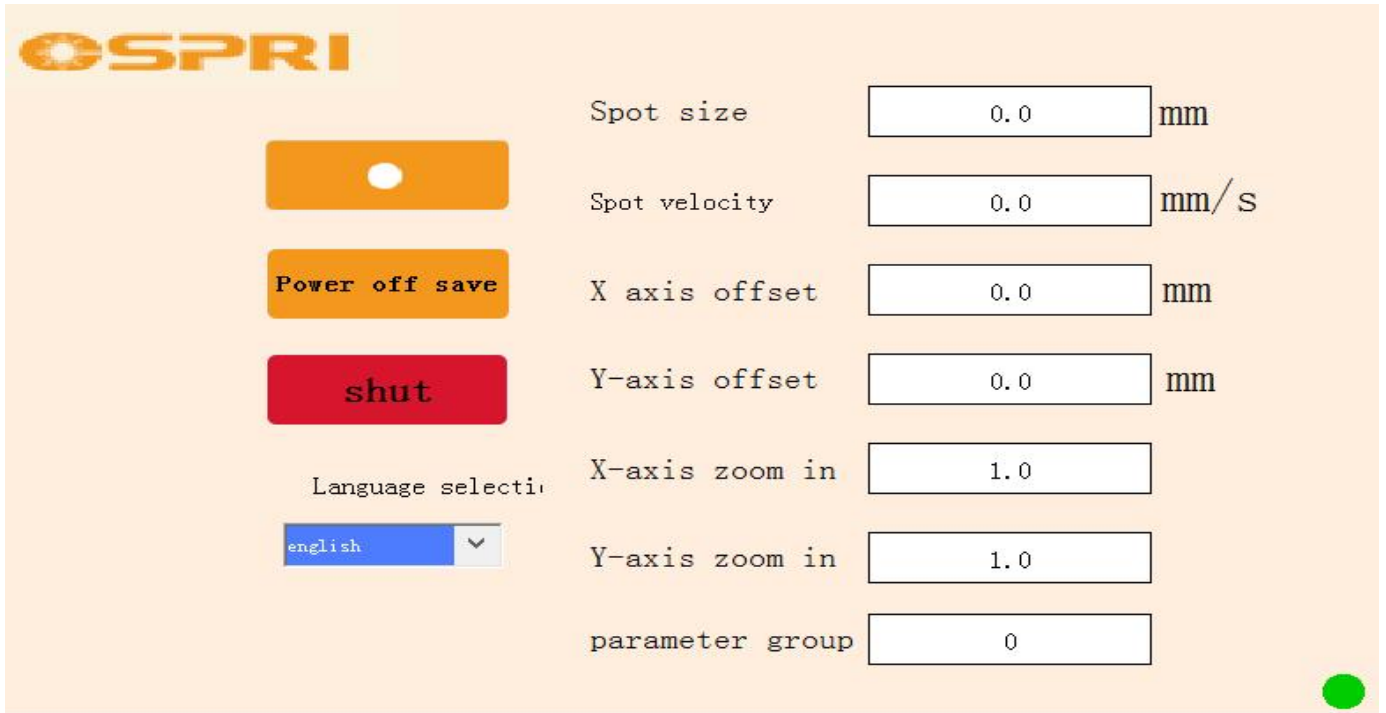 OSPRI
Spot size 0.0 mm
Spot velocity 0.0 mm/s
Power off save
X axis offset 0.0 mm
shut
Y-axis offset 0.0 mm
Language selecti
X-axis zoom in 1.0
english
Y-axis zoom in 1.0
parameter group 0